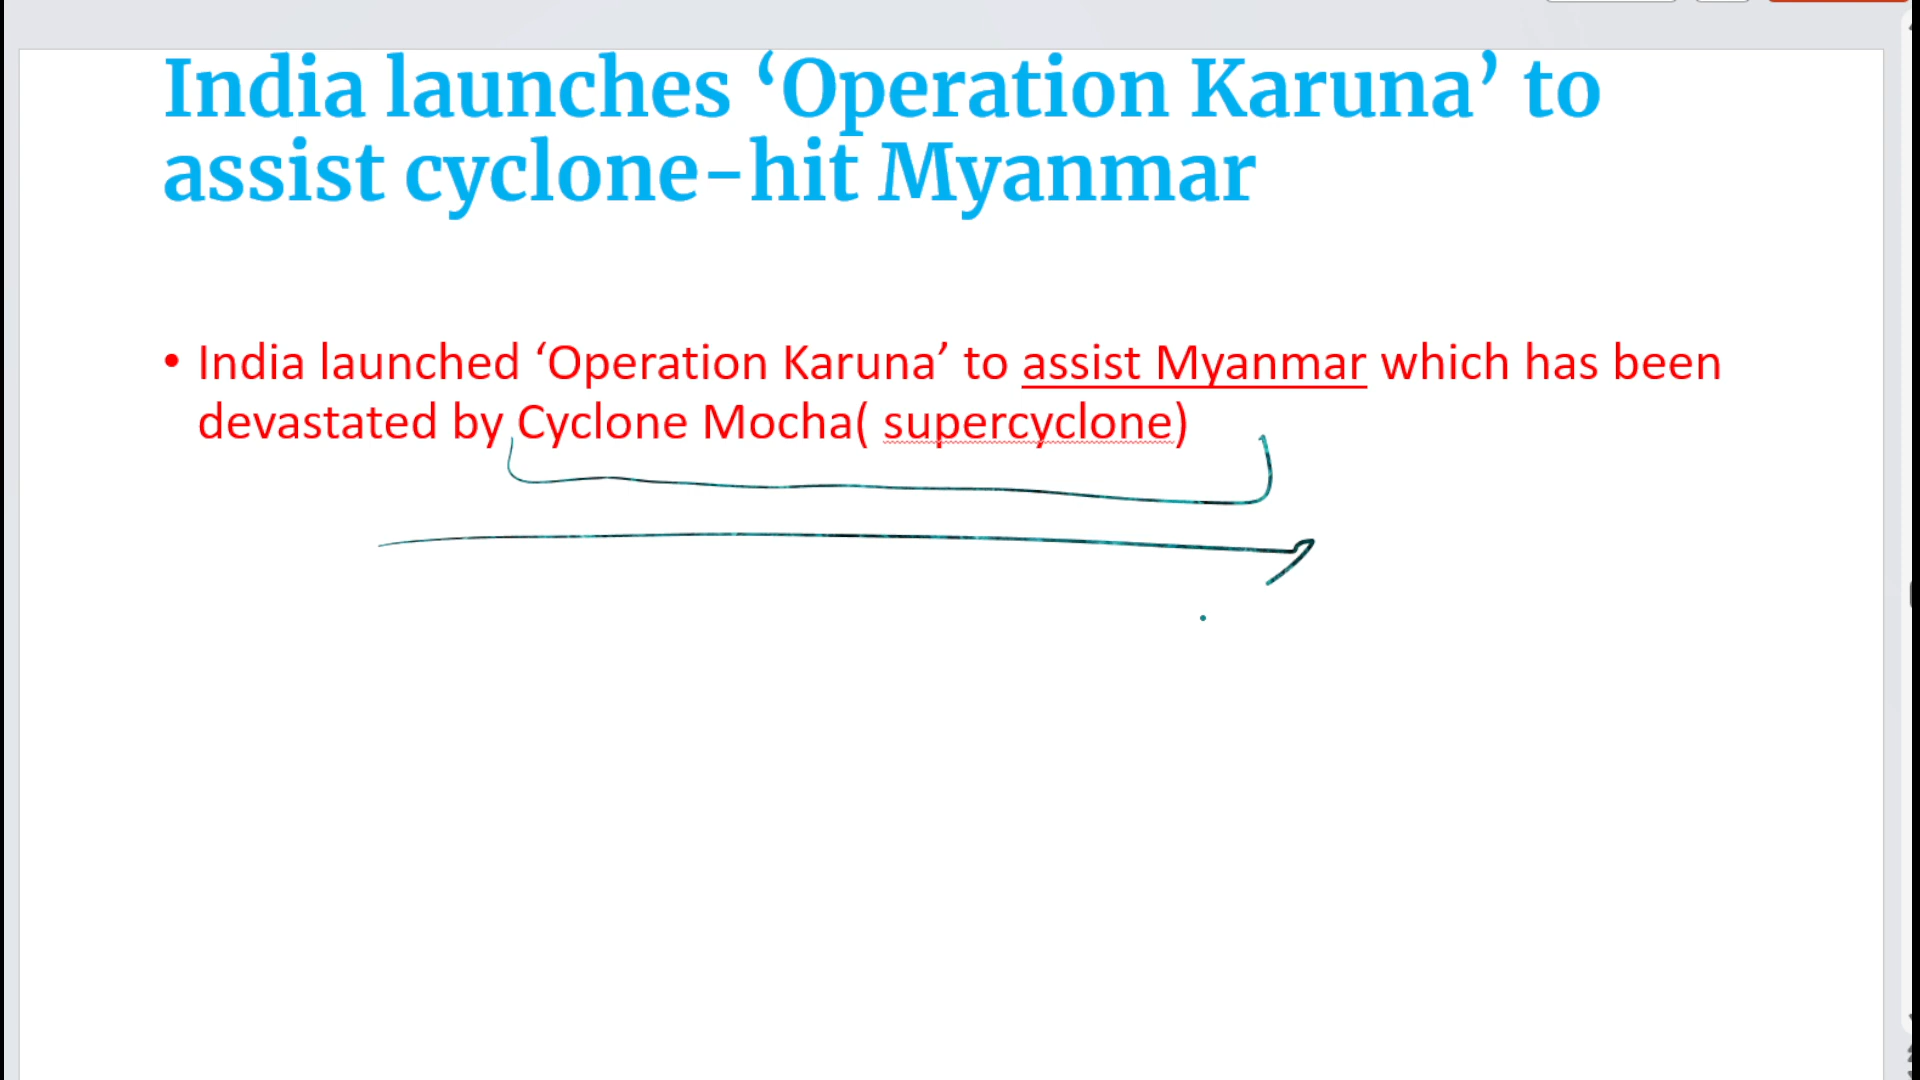 India launches ‘Operation Karuna’ to
assist cyclone-hit Myanmar
• India launched ‘Operation Karuna’ to assist Myanmar which has been
devastated by Cyclone Mocha( supercyclone)